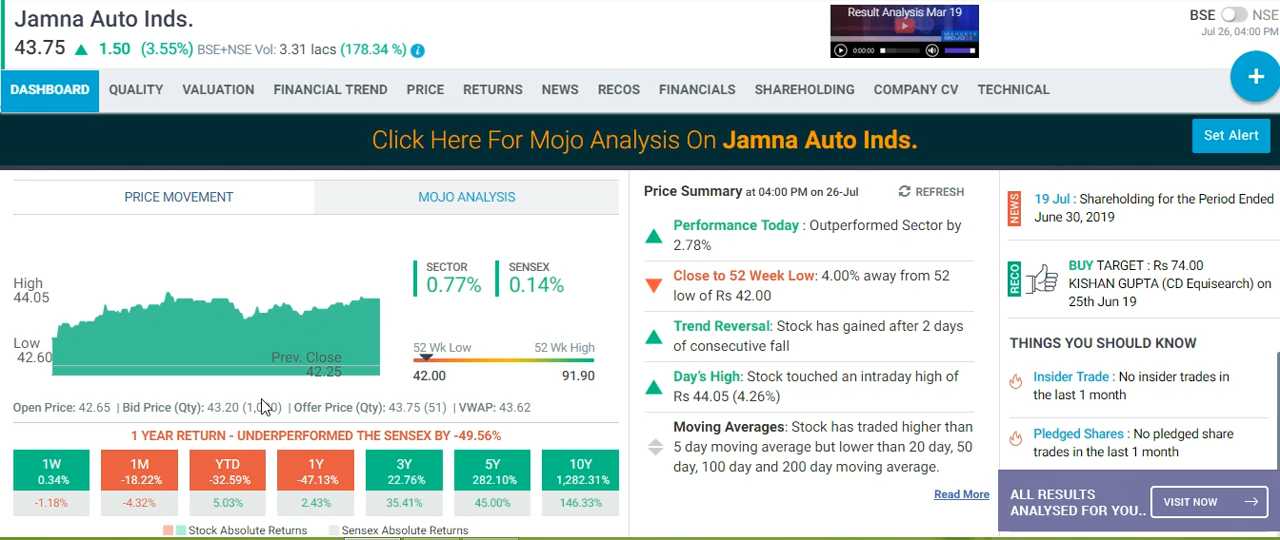 Jamna Auto Inds.
43.75 1.50 (3.55%) BSE+NSE Vol: 3.31 lacs (178.34 %) i
Result Analysis Mar 19
MARKETS
MOJO
0:00:00
BSE NSE
Jul 26, 04:00 PM
+
DASHBOARD QUALITY VALUATION FINANCIAL TREND PRICE RETURNS NEWS RECOS FINANCIALS SHAREHOLDING COMPANY CV TECHNICAL
Click Here For Mojo Analysis On Jamna Auto Inds.
Set Alert
PRICE MOVEMENT MOJO ANALYSIS
High
44.05
Low
42.60
Prev. Close
42.25
SECTOR
0.77%
SENSEX
0.14%
52 Wk Low 52 Wk High
42.00 91.90
Open Price: 42.65 | Bid Price (Qty): 43.20 | Offer Price (Qty): 43.75 (51) | VWAP: 43.62
1 YEAR RETURN - UNDERPERFORMED THE SENSEX BY -49.56%
1W 1M YTD 1Y 3Y 5Y 10Y
0.34% -18.22% -32.59% -47.13% 22.76% 282.10% 1,282.31%
-1.18% -4.32% 5.03% 2.43% 35.41% 45.00% 146.33%
Stock Absolute Returns Sensex Absolute Returns
Price Summary at 04:00 PM on 26-Jul REFRESH
Performance Today : Outperformed Sector by
2.78%
Close to 52 Week Low: 4.00% away from 52
low of Rs 42.00
Trend Reversal: Stock has gained after 2 days
of consecutive fall
Day's High: Stock touched an intraday high of
Rs 44.05 (4.26%)
Moving Averages: Stock has traded higher than
5 day moving average but lower than 20 day, 50
day, 100 day and 200 day moving average.
Read More
NEWS
19 Jul : Shareholding for the Period Ended
June 30, 2019
RECO
BUY TARGET : Rs 74.00
KISHAN GUPTA (CD Equisearch) on
25th Jun 19
THINGS YOU SHOULD KNOW
Insider Trade : No insider trades in
the last 1 month
Pledged Shares : No pledged share
trades in the last 1 month
ALL RESULTS
ANALYSED FOR YOU..
VISIT NOW